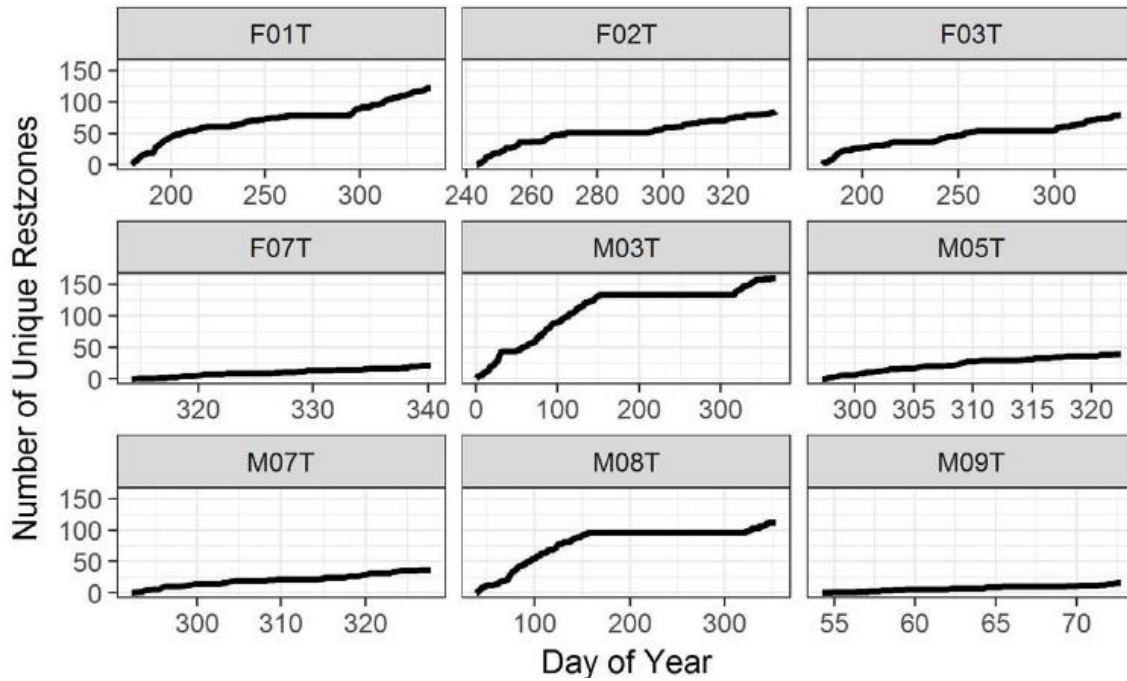 F01T F02T F03T
150
100
50
0
200 250 300 240 260 280 300 320 200 250 300
F07T M03T M05T
150
100
50
0
320 330 340 0 100 200 300 300 305 310 315 320
M07T M08T M09T
150
100
50
0
300 310 320 100 200 300 55 60 65 70
Number of Unique Restzones
Day of Year